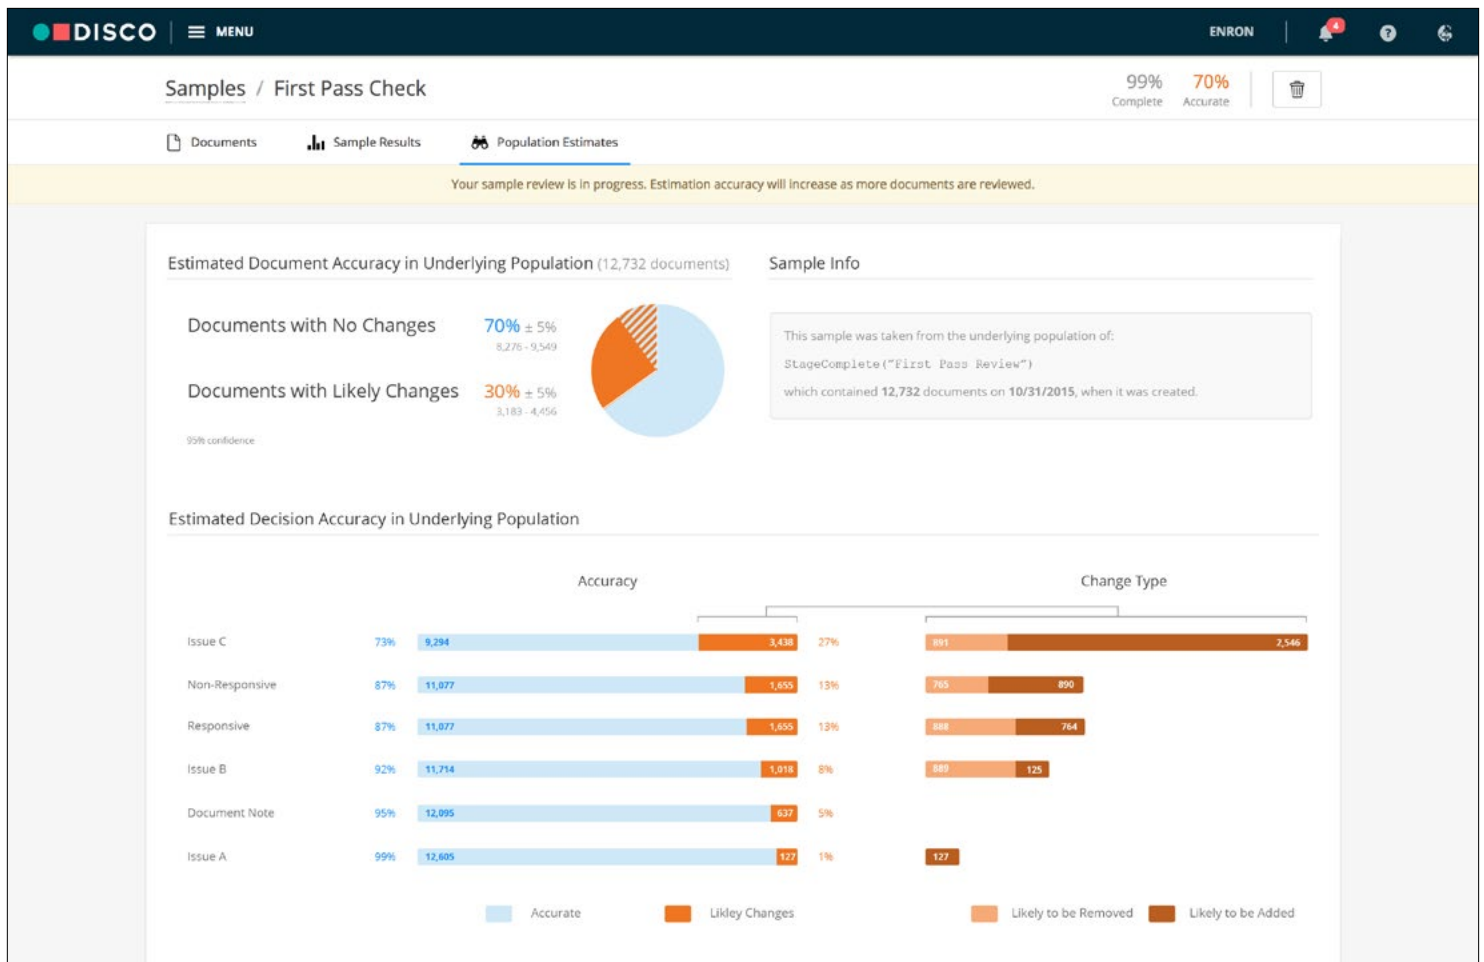 DISCO MENU ENRON 4 ?
Samples / First Pass Check 99% 70%
Complete Accurate
Documents Sample Results Population Estimates
Your sample review is in progress. Estimation accuracy will increase as more documents are reviewed.
Estimated Document Accuracy in Underlying Population (12,732 documents) Sample Info
Documents with No Changes 70% ± 5%
8,276 - 9,549
Documents with Likely Changes 30% ± 5%
3,183 - 4,456
95% confidence
This sample was taken from the underlying population of:
StageComplete("First Pass Review")
which contained 12,732 documents on 10/31/2015, when it was created.
Estimated Decision Accuracy in Underlying Population
Accuracy Change Type
Issue C 73% 9,294 3,438 27% 891 2,546
Non-Responsive 87% 11,077 1,655 13% 765 890
Responsive 87% 11,077 1,655 13% 888 764
Issue B 92% 11,714 1,018 8% 889 125
Document Note 95% 12,095 637 5%
Issue A 99% 12,605 127 1% 127
Accurate Likley Changes Likely to be Removed Likely to be Added